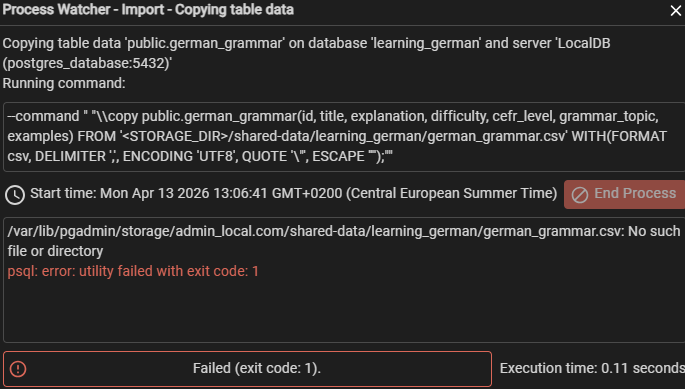 Process Watcher - Import - Copying table data
Copying table data 'public.german_grammar' on database 'learning_german' and server 'LocalDB
(postgres_database:5432)'
Running command:
--command " "\\copy public.german_grammar(id, title, explanation, difficulty, cefr_level, grammar_topic,
examples) FROM '<STORAGE_DIR>/shared-data/learning_german/german_grammar.csv' WITH(FORMAT
csv, DELIMITER ',', ENCODING 'UTF8', QUOTE '\"', ESCAPE '''');""
Start time: Mon Apr 13 2026 13:06:41 GMT+0200 (Central European Summer Time)
End Process
/var/lib/pgadmin/storage/admin_local.com/shared-data/learning_german/german_grammar.csv: No such
file or directory
psql: error: utility failed with exit code: 1
Failed (exit code: 1).
Execution time: 0.11 seconds